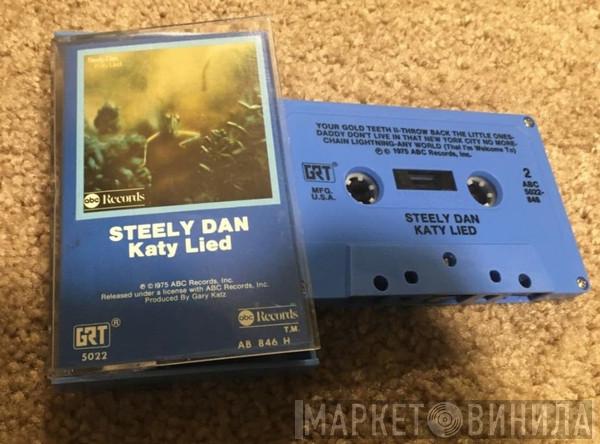 Steely Dan
Katy Lied
abc Records
STEELY DAN
Katy Lied
℗ © 1975 ABC Records, Inc.
Released under a license with ABC Records, Inc.
Produced By Gary Katz
GRT®
5022
abc Records
T.M.
AB 846 H
YOUR GOLD TEETH II-THROW BACK THE LITTLE ONES-
DADDY DON'T LIVE IN THAT NEW YORK CITY NO MORE-
CHAIN LIGHTNING-ANY WORLD (That I'm Welcome To)
℗ © 1975 ABC Records, Inc.
GRT®
MFG.
U.S.A.
2
ABC
5022-
846
STEELY DAN
KATY LIED
МАРКЕТ ВИНИЛА